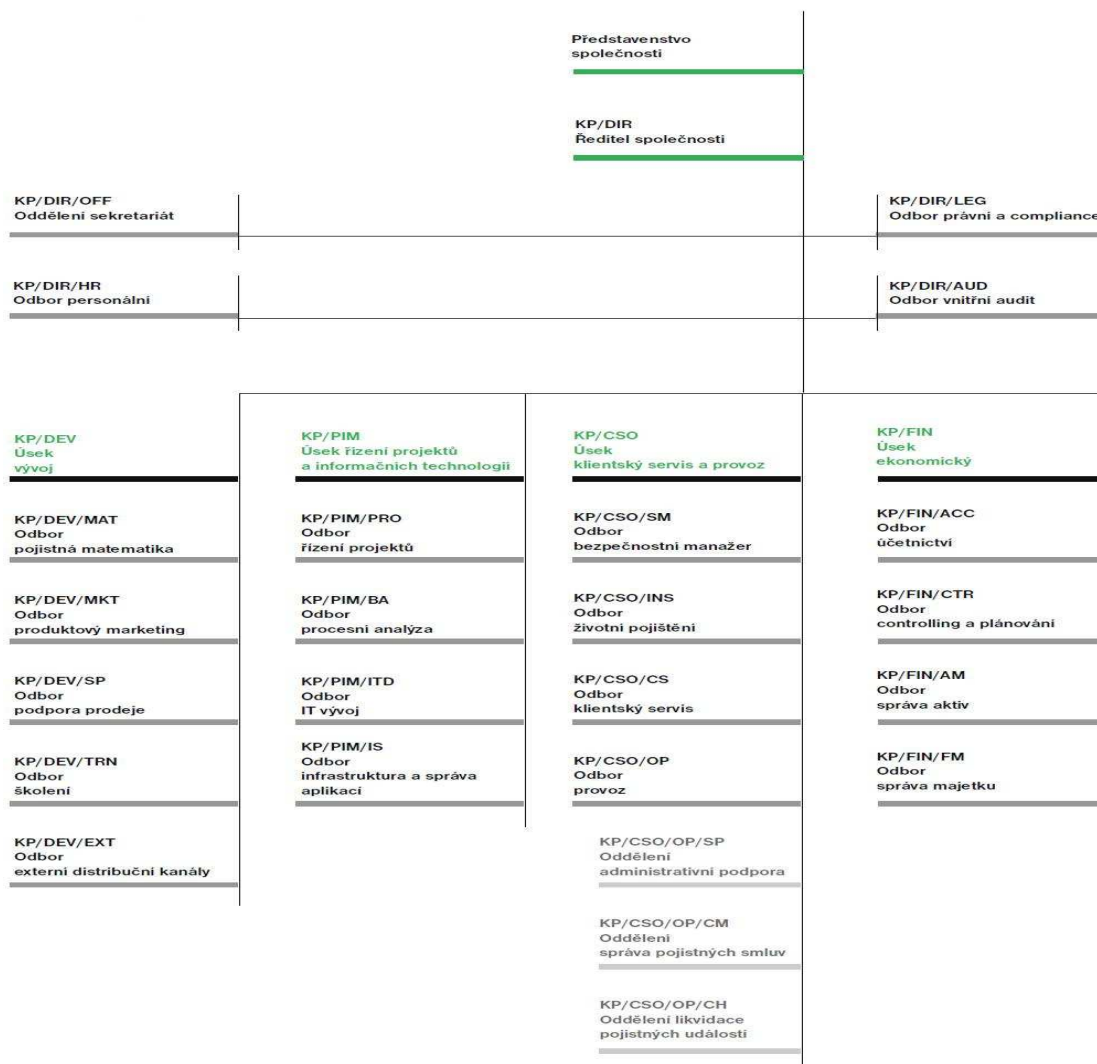 Představenstvo
společnosti
KP/DIR
Ředitel společnosti
KP/DIR/OFF
Oddělení sekretariát
KP/DIR/LEG
Odbor právní a compliance
KP/DIR/HR
Odbor personální
KP/DIR/AUD
Odbor vnitřní audit
KP/DEV
Úsek
vývoj
KP/DEV/MAT
Odbor
pojistná matematika
KP/DEV/MKT
Odbor
produktový marketing
KP/DEV/SP
Odbor
podpora prodeje
KP/DEV/TRN
Odbor
školení
KP/DEV/EXT
Odbor
externí distribuční kanály
KP/PIM
Úsek řízení projektů
a informačních technologií
KP/PIM/PRO
Odbor
řízení projektů
KP/PIM/BA
Odbor
procesní analýza
KP/PIM/ITD
Odbor
IT vývoj
KP/PIM/IS
Odbor
infrastruktura a správa
aplikací
KP/CSO
Úsek
klientský servis a provoz
KP/CSO/SM
Odbor
bezpečnostní manažer
KP/CSO/INS
Odbor
životní pojištění
KP/CSO/CS
Odbor
klientský servis
KP/CSO/OP
Odbor
provoz
KP/CSO/OP/SP
Oddělení
administrativní podpora
KP/CSO/OP/CM
Oddělení
správa pojistných smluv
KP/CSO/OP/CH
Oddělení likvidace
pojistných událostí
KP/FIN
Úsek
ekonomický
KP/FIN/ACC
Odbor
účetnictví
KP/FIN/CTR
Odbor
controlling a plánování
KP/FIN/AM
Odbor
správa aktiv
KP/FIN/FM
Odbor
správa majetku